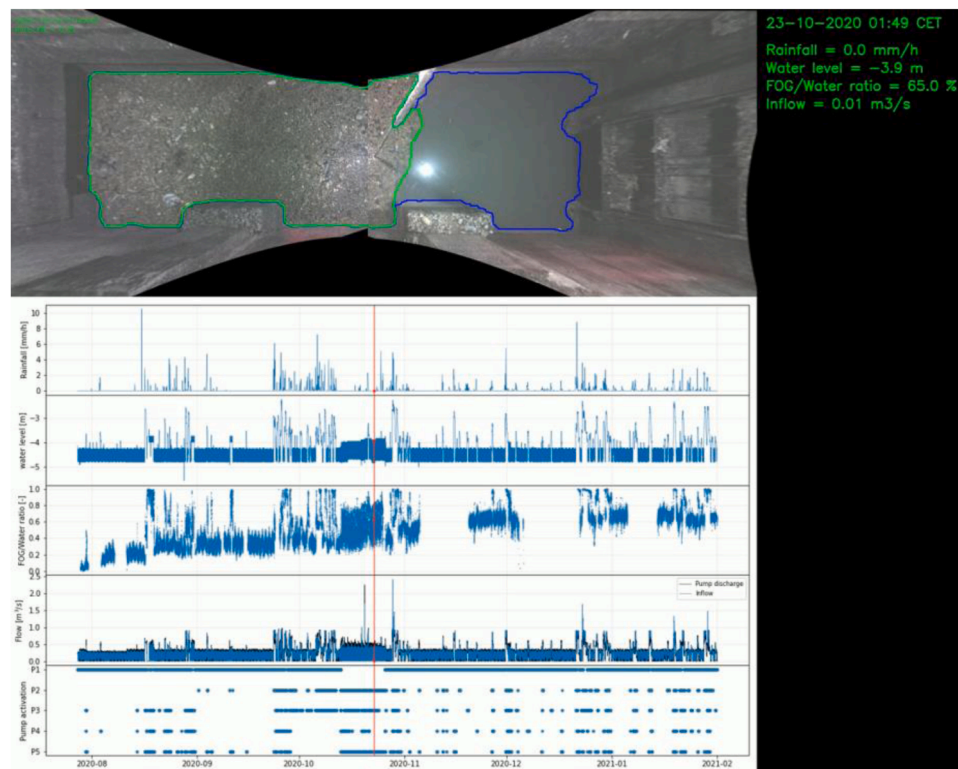 23-10-2020 01:49 CET
Rainfall = 0.0 mm/h
Water level = -3.9 m
FOG/Water ratio = 65.0 %
Inflow = 0.01 m3/s
Rainfall [mm/h]
10
8
6
4
2
0
water level [m]
-3
-4
-5
FOG/Water ratio [-]
1.0
0.8
0.6
0.4
0.2
0.0
Flow [m³/s]
2.5
2.0
1.5
1.0
0.5
0.0
Pump discharge
Inflow
Pump activation
P1
P2
P3
P4
P5
2020-08 2020-09 2020-10 2020-11 2020-12 2021-01 2021-02